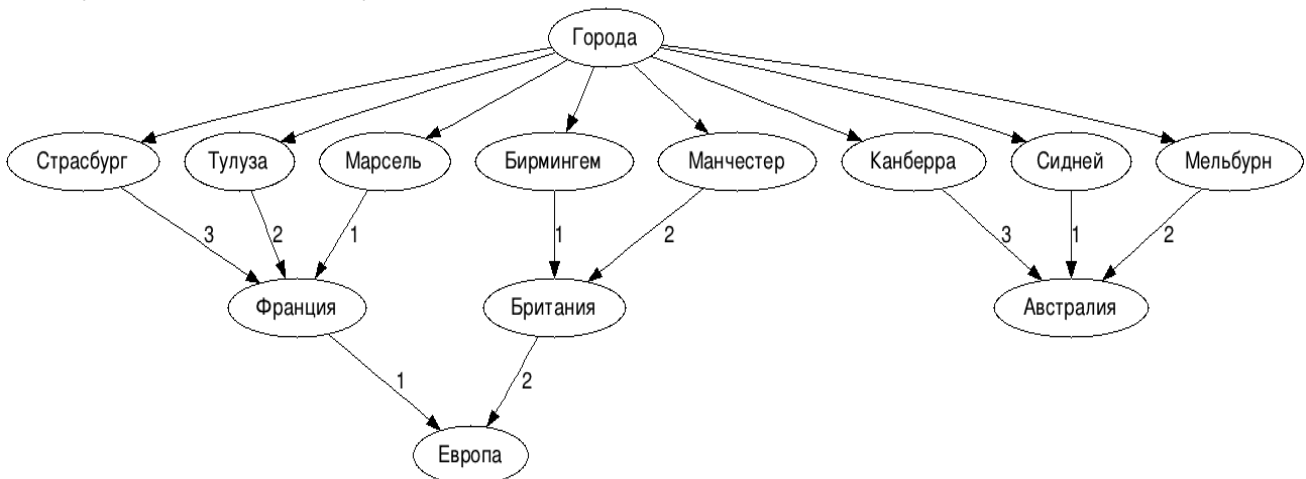 Города
Страсбург Тулуза Марсель Бирмингем Манчестер Канберра Сидней Мельбурн
3 2 1 1 2 3 1 2
Франция Британия Австралия
1 2
Европа